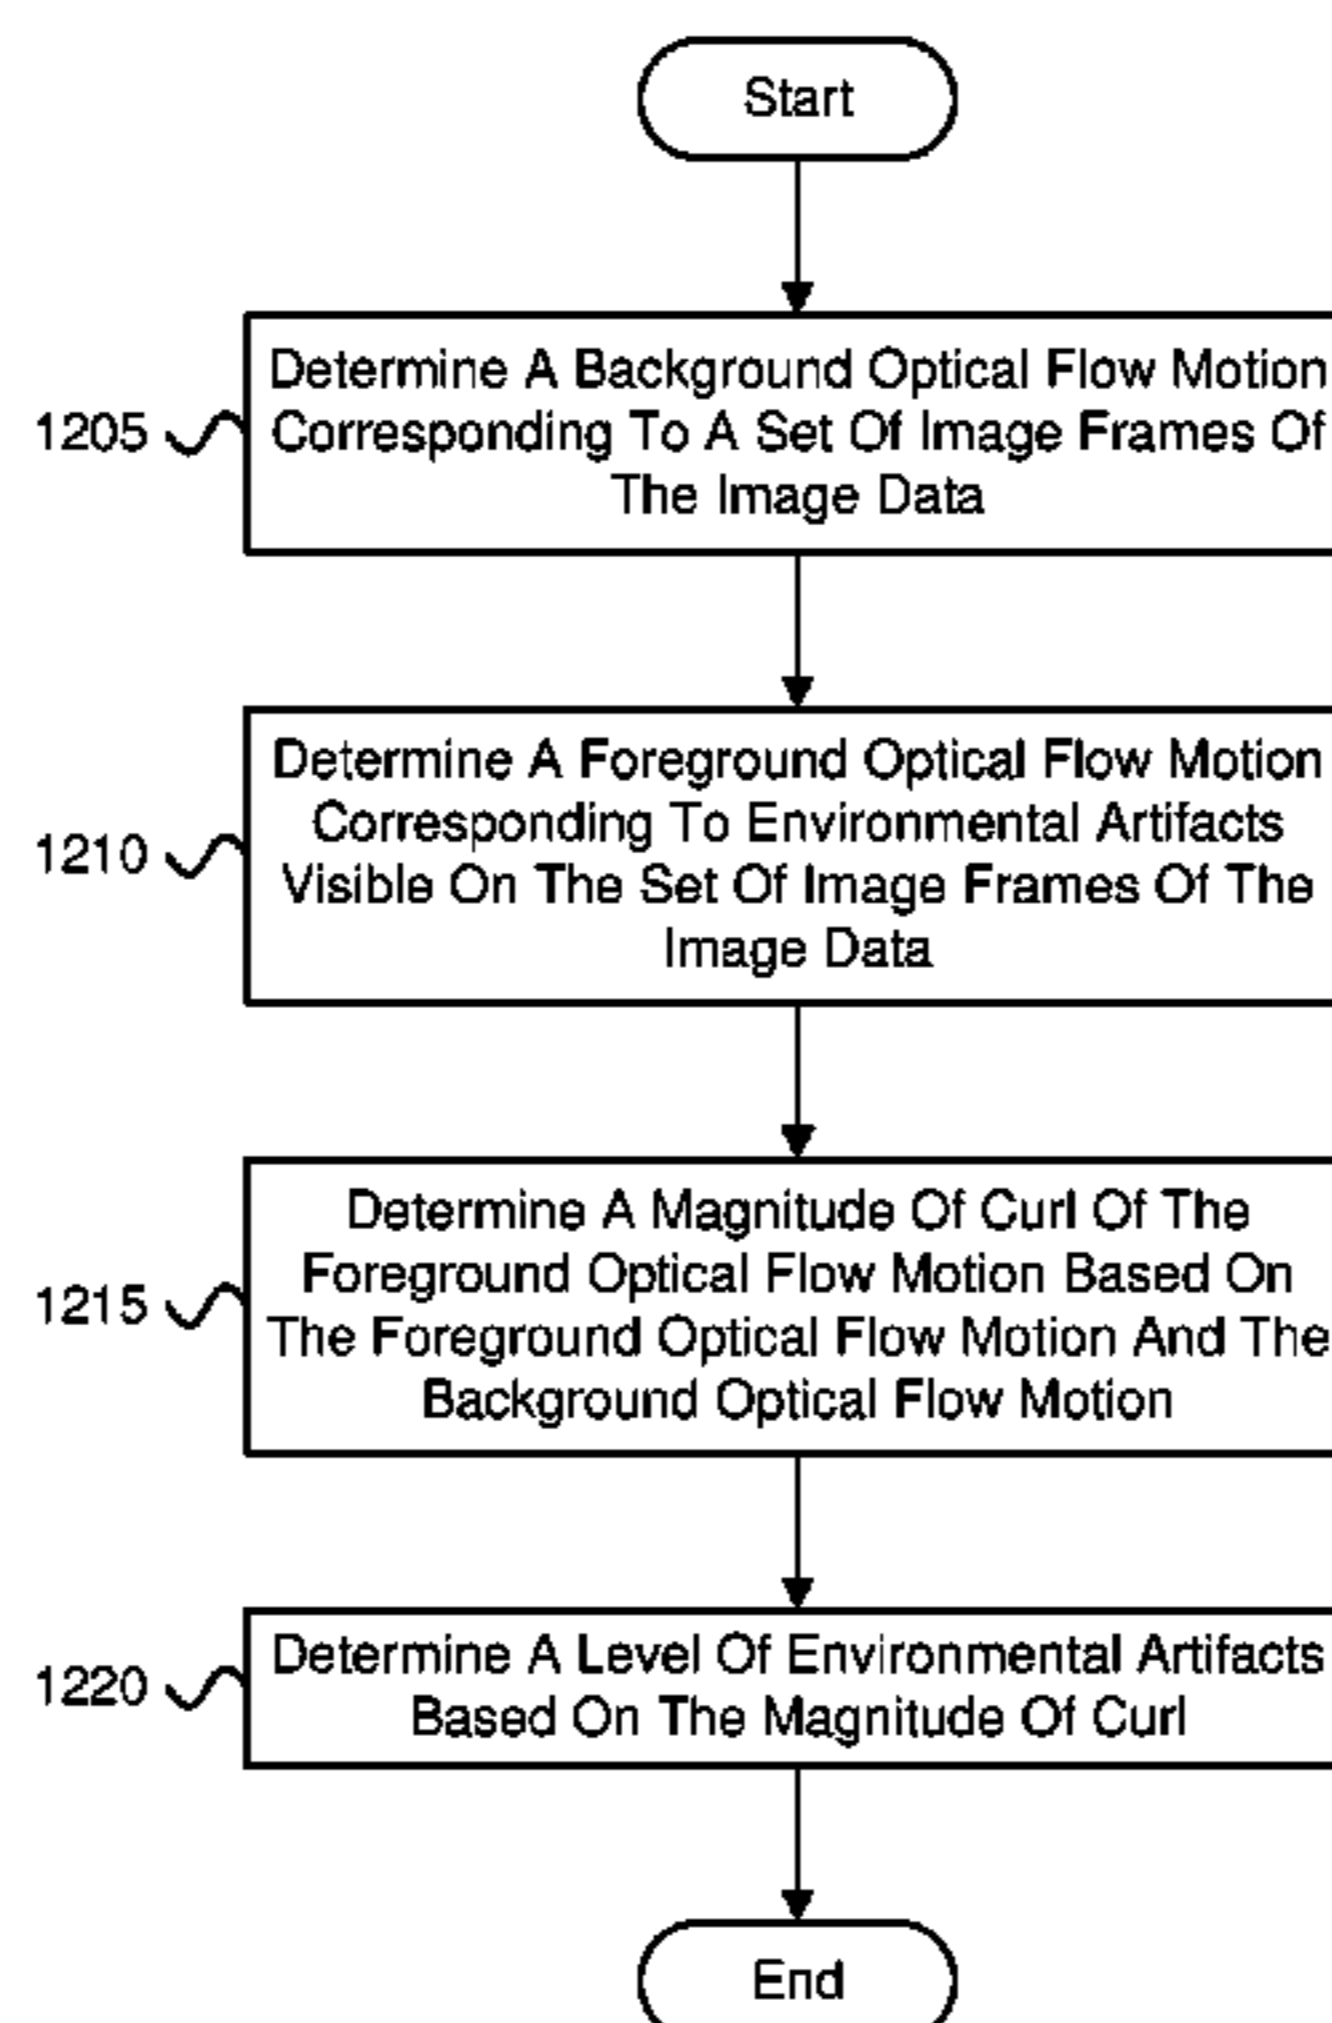 Start
Determine A Background Optical Flow Motion
1205
Corresponding To A Set Of Image Frames Of
The Image Data
Determine A Foreground Optical Flow Motion
Corresponding To Environmental Artifacts
1210
Visible On The Set Of Image Frames Of The
Image Data
Determine A Magnitude Of Curl Of The
Foreground Optical Flow Motion Based On
1215
The Foreground Optical Flow Motion And The
Background Optical Flow Motion
Determine A Level Of Environmental Artifacts
1220
Based On The Magnitude Of Curl
End